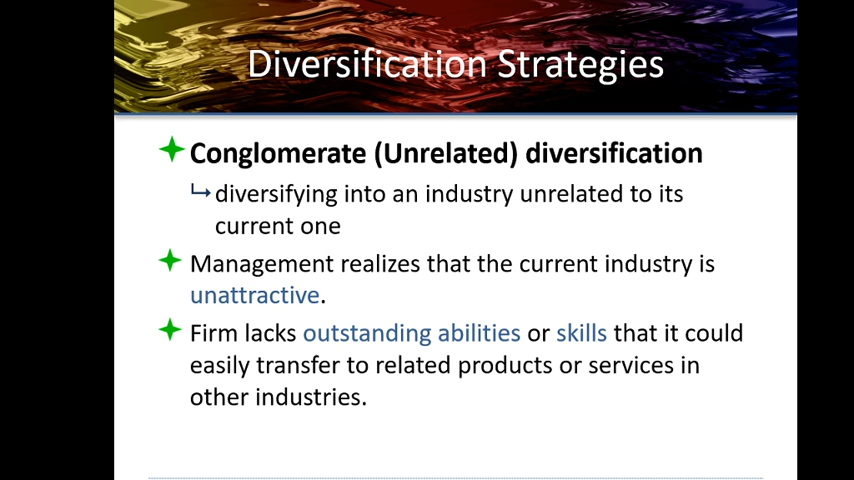 Diversification Strategies
Conglomerate (Unrelated) diversification
diversifying into an industry unrelated to its
current one
Management realizes that the current industry is
unattractive.
Firm lacks outstanding abilities or skills that it could
easily transfer to related products or services in
other industries.